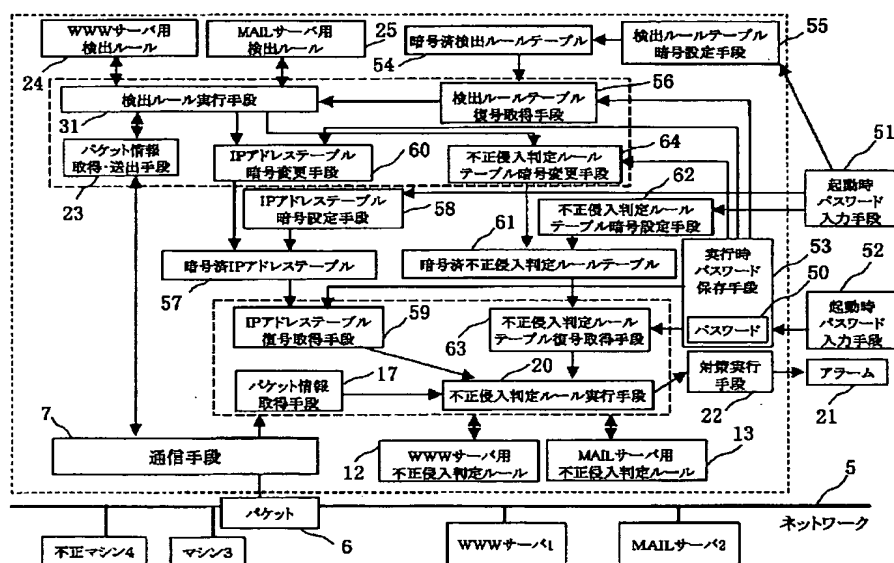 WWWサーバ用
検出ルール
24
MAILサーバ用
検出ルール
25
暗号済検出ルールテーブル
54
検出ルールテーブル
暗号設定手段
55
検出ルール実行手段
31
検出ルールテーブル
復号取得手段
56
パケット情報
取得・送出手段
23
IPアドレステーブル
暗号変更手段
60
不正侵入判定ルール
テーブル暗号変更手段
64
起動時
パスワード
入力手段
51
IPアドレステーブル
暗号設定手段
58
不正侵入判定ルール
テーブル暗号設定手段
62
暗号済IPアドレステーブル
57
暗号済不正侵入判定ルールテーブル
61
実行時
パスワード
保存手段
53
パスワード
50
起動時
パスワード
入力手段
52
IPアドレステーブル
復号取得手段
59
不正侵入判定ルール
テーブル復号取得手段
63
パケット情報
取得手段
17
不正侵入判定ルール実行手段
20
対策実行
手段
22
アラーム
21
通信手段
7
WWWサーバ用
不正侵入判定ルール
12
MAILサーバ用
不正侵入判定ルール
13
パケット
6
5
ネットワーク
不正マシン4
マシン3
WWWサーバ1
MAILサーバ2